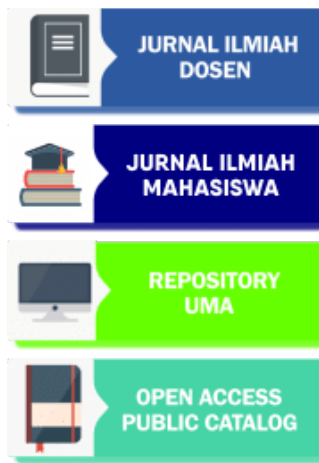 JURNAL ILMIAH
DOSEN
JURNAL ILMIAH
MAHASISWA
REPOSITORY
UMA
OPEN ACCESS
PUBLIC CATALOG